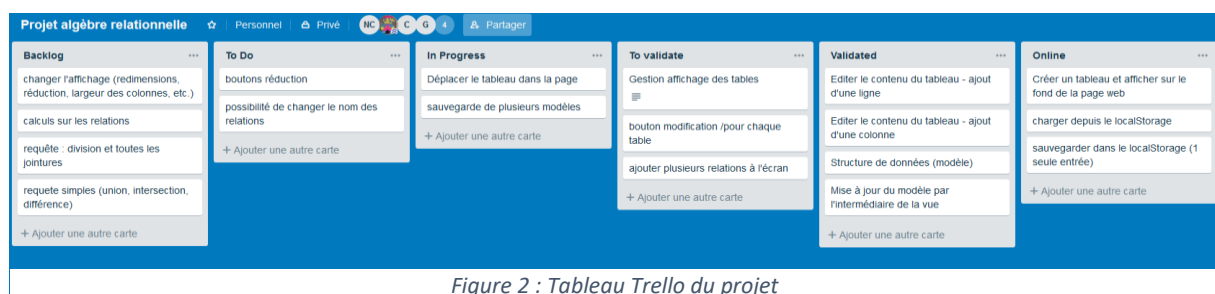 Projet algèbre relationnelle ☆ Personnel Privé NC C G 4 Partager
Backlog ...
changer l'affichage (redimensions,
réduction, largeur des colonnes, etc.)
calculs sur les relations
requête : division et toutes les
jointures
requete simples (union, intersection,
différence)
+ Ajouter une autre carte
To Do ...
boutons réduction
possibilité de changer le nom des
relations
+ Ajouter une autre carte
In Progress ...
Déplacer le tableau dans la page
sauvegarde de plusieurs modèles
+ Ajouter une autre carte
To validate ...
Gestion affichage des tables
bouton modification /pour chaque
table
ajouter plusieurs relations à l'écran
+ Ajouter une autre carte
Validated ...
Editer le contenu du tableau - ajout
d'une ligne
Editer le contenu du tableau - ajout
d'une colonne
Structure de données (modèle)
Mise à jour du modèle par
l'intermédiaire de la vue
+ Ajouter une autre carte
Online ...
Créer un tableau et afficher sur le
fond de la page web
charger depuis le localStorage
sauvegarder dans le localStorage (1
seule entrée)
+ Ajouter une autre carte
Figure 2 : Tableau Trello du projet